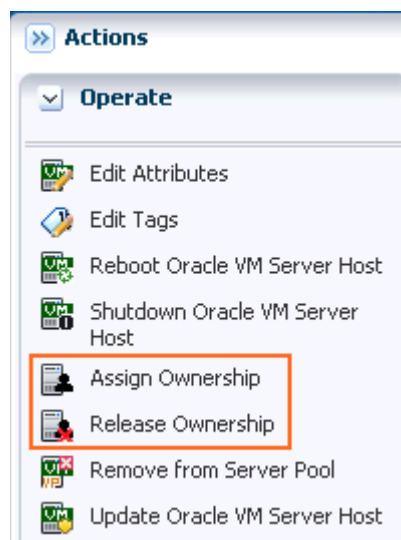 Actions
Operate
Edit Attributes
Edit Tags
Reboot Oracle VM Server Host
Shutdown Oracle VM Server
Host
Assign Ownership
Release Ownership
Remove from Server Pool
Update Oracle VM Server Host